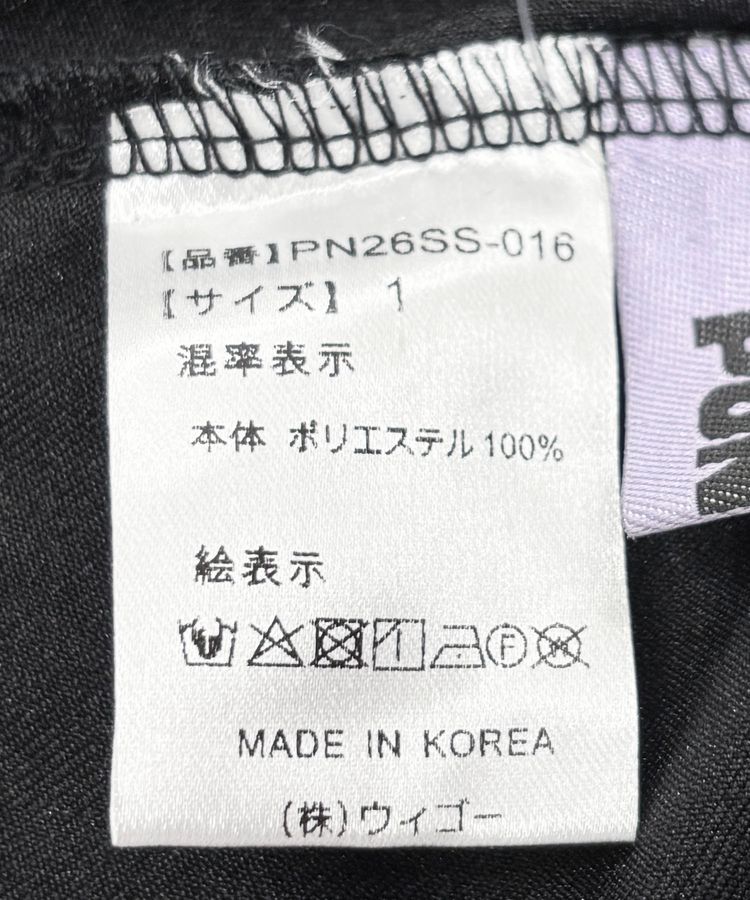 【品番】PN26SS-016
【サイズ】 1
混率表示
本体 ポリエステル100%
絵表示
MADE IN KOREA
(株)ウィゴー